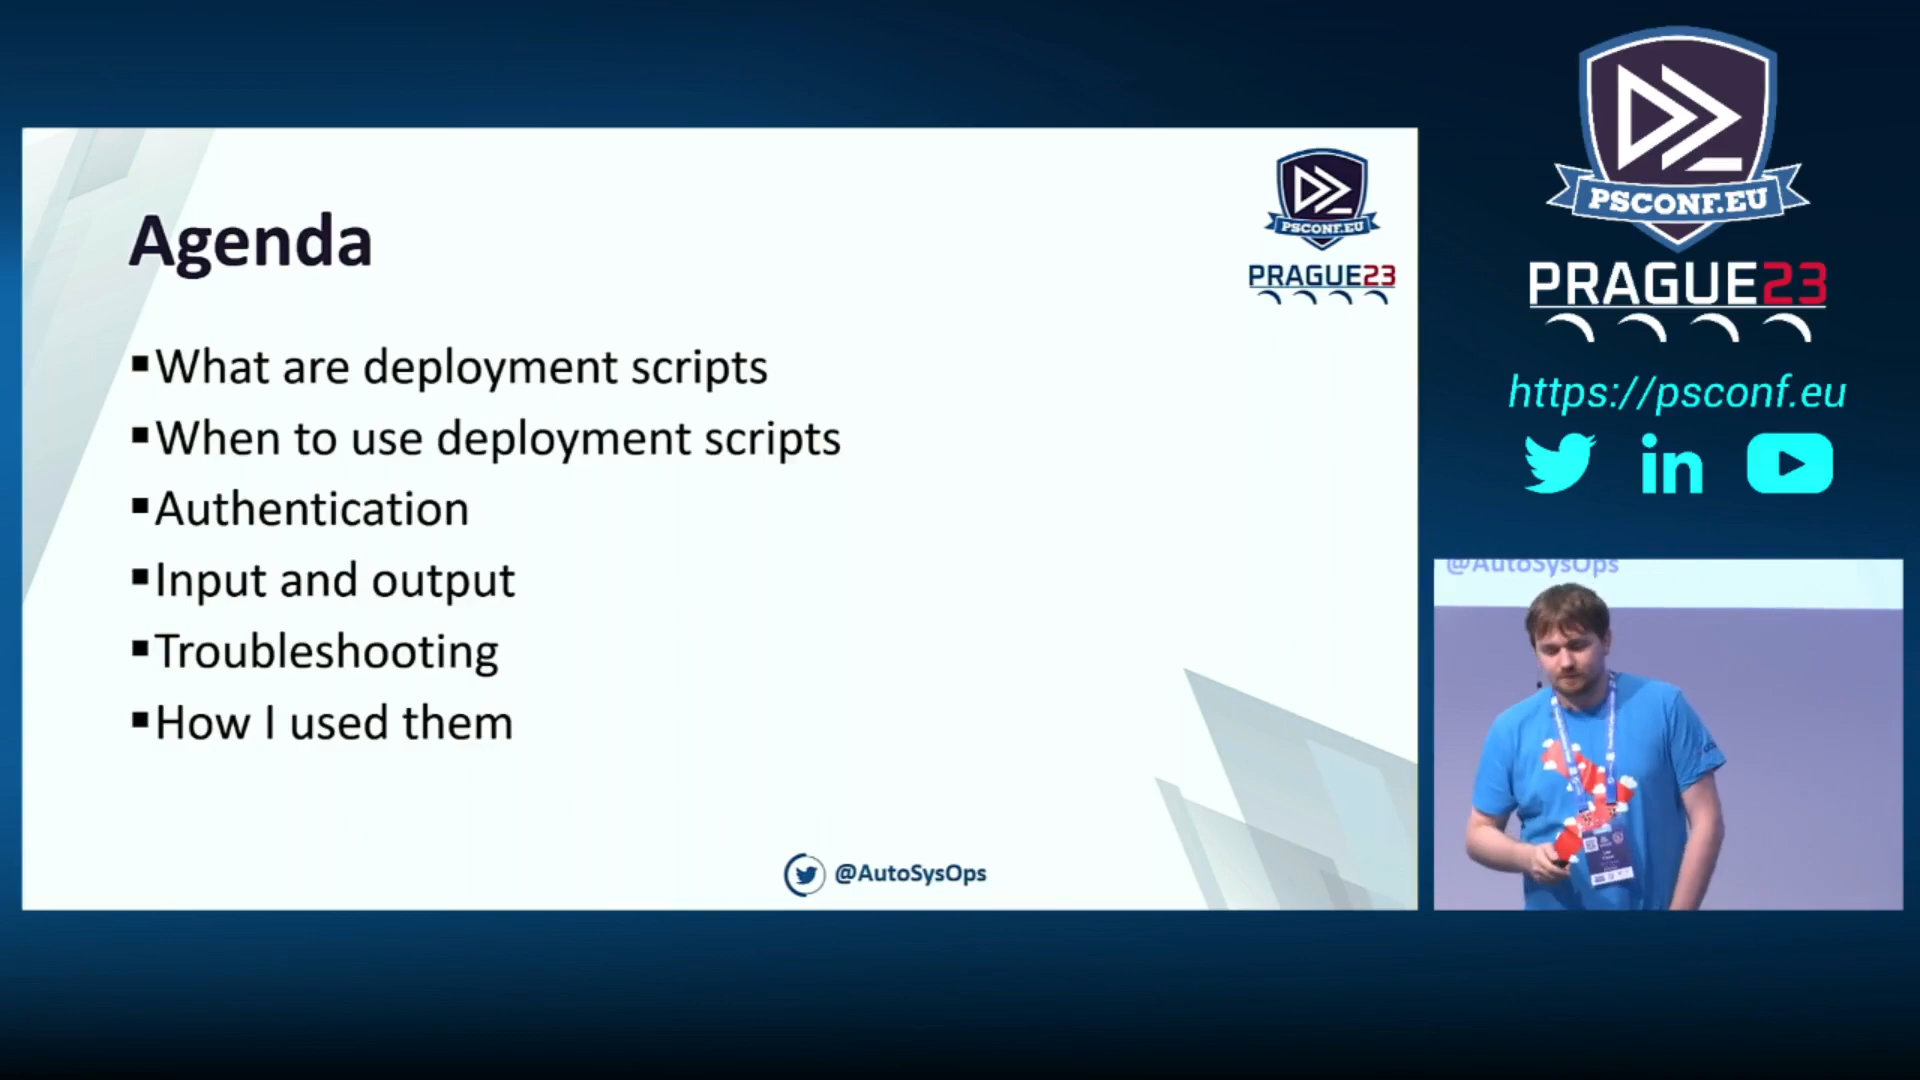 Agenda
PSCONF.EU
PRAGUE23
▪What are deployment scripts
▪When to use deployment scripts
▪Authentication
▪Input and output
▪Troubleshooting
▪How I used them
@AutoSysOps
PSCONF.EU
PRAGUE23
https://psconf.eu
in
@AutoSysOps